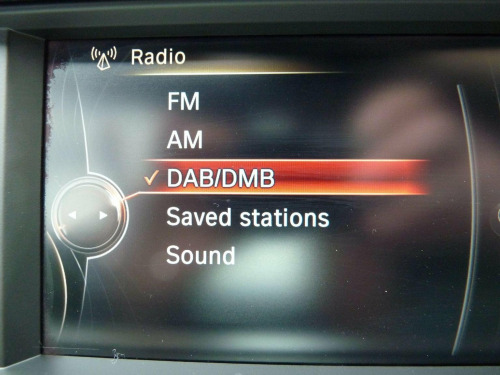 Radio
FM
AM
DAB/DMB
Saved stations
Sound